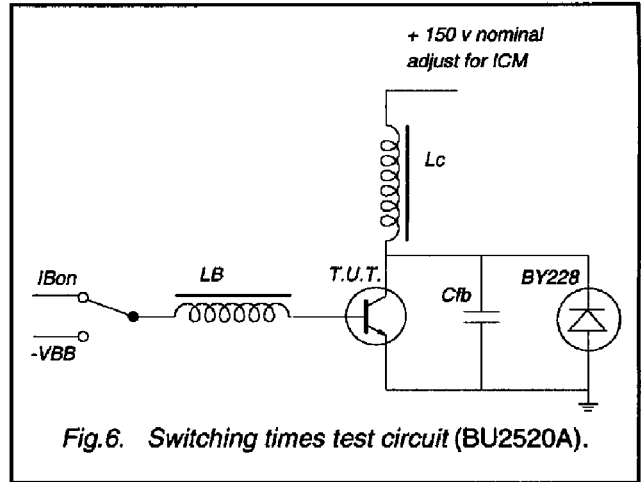 + 150 v nominal
adjust for ICM
Lc
IBon
LB
T.U.T.
Cfb
BY228
-VBB
Fig.6. Switching times test circuit (BU2520A).